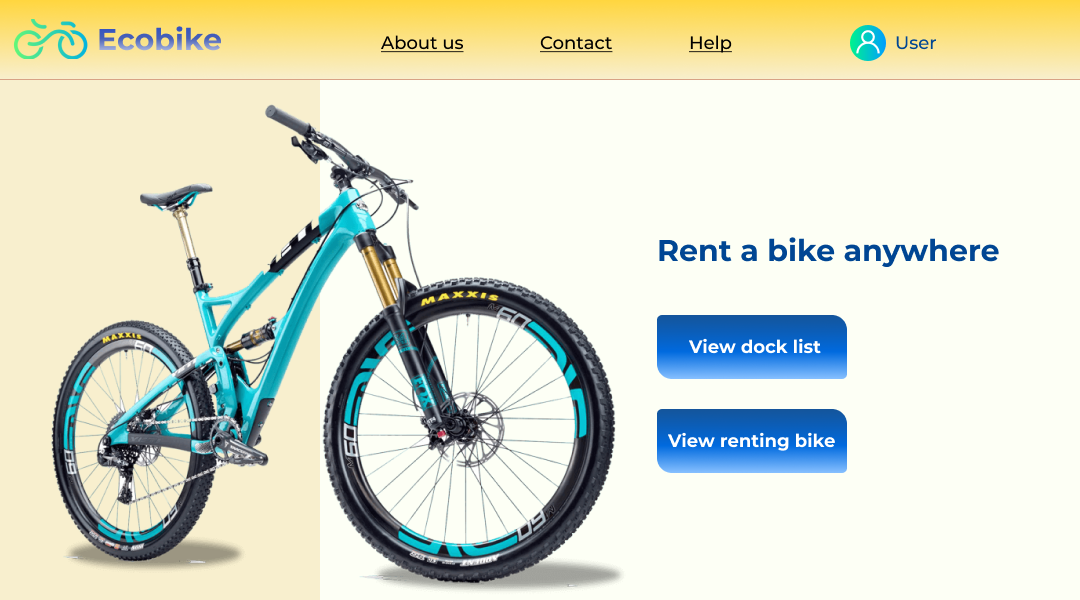 Ecobike
About us
Contact
Help
User
MAXXIS
Rent a bike anywhere
MAXXIS
60
View dock list
60
60
View renting bike
60
60